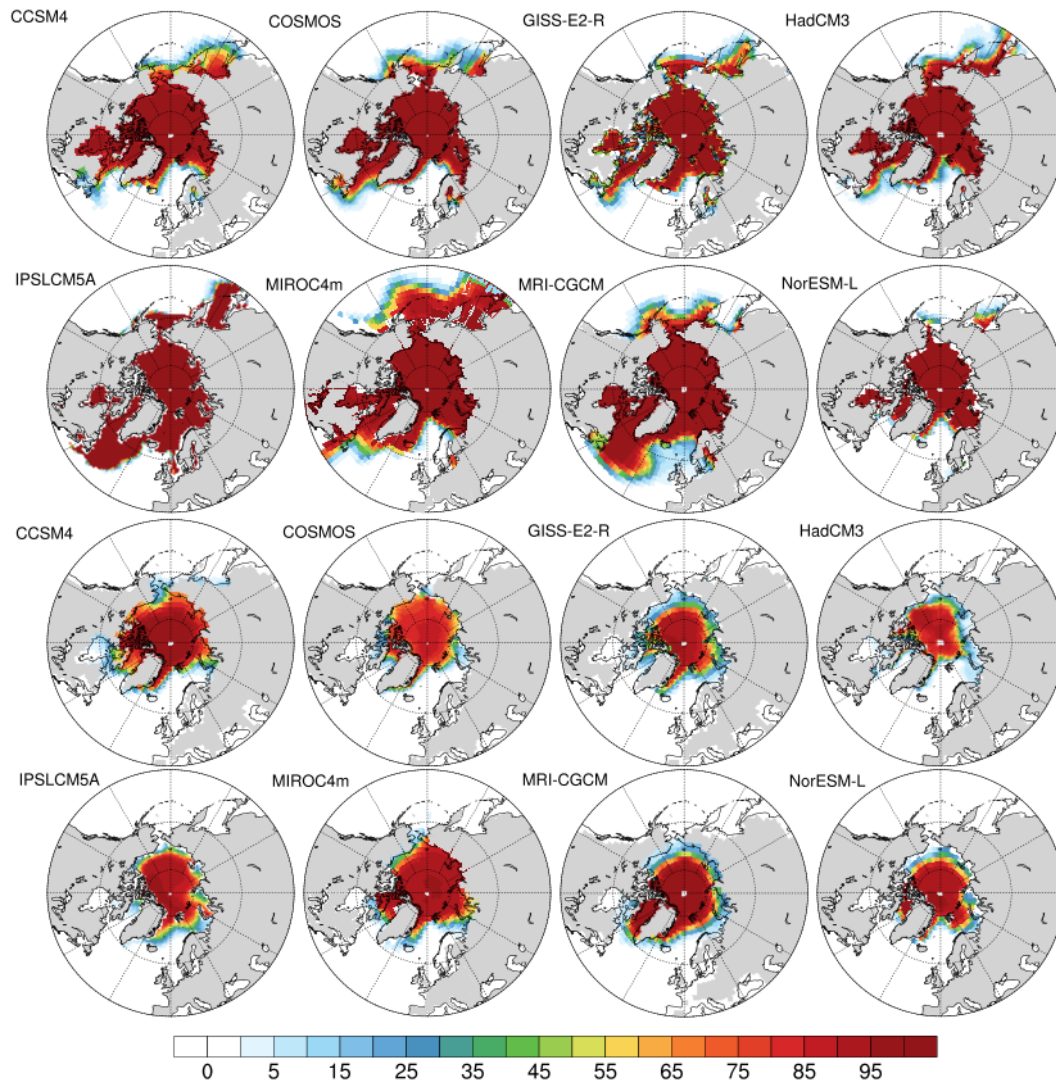 CCSM4 COSMOS GISS-E2-R HadCM3
IPSLCM5A MIROC4m MRI-CGCM NorESM-L
CCSM4 COSMOS GISS-E2-R HadCM3
IPSLCM5A MIROC4m MRI-CGCM NorESM-L
0 5 15 25 35 45 55 65 75 85 95